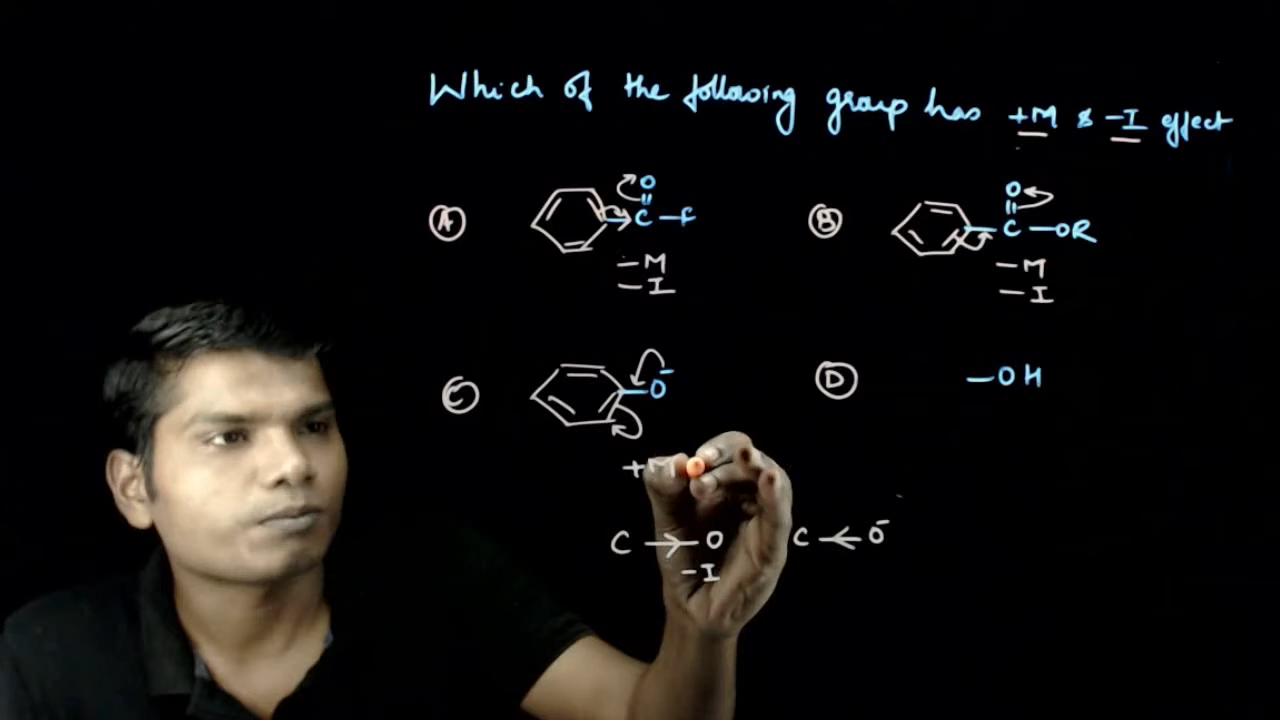 Which of the following group has +M & -I effect
A
O
C-F
-M
-I
B
O
C-OR
-M
-I
C
-O⁻
+M
D
-OH
C → O
-I
C ← O⁻